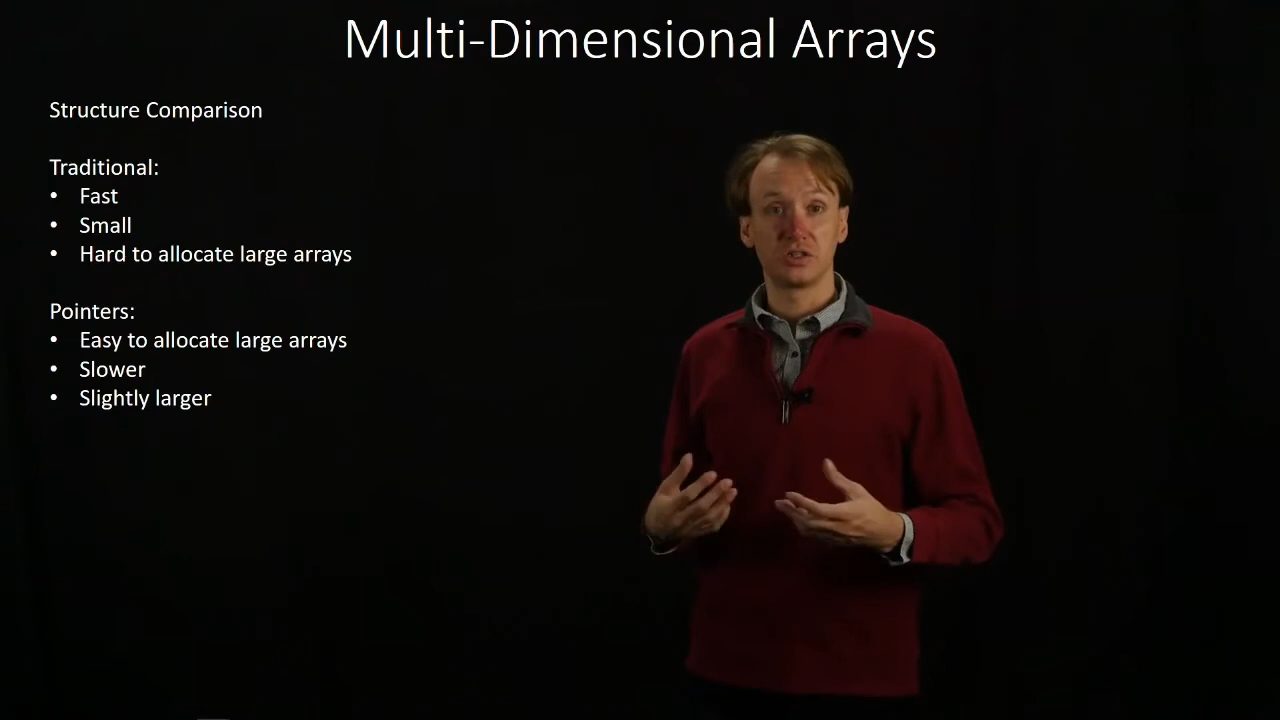 Multi-Dimensional Arrays
Structure Comparison
Traditional:
• Fast
• Small
• Hard to allocate large arrays
Pointers:
• Easy to allocate large arrays
• Slower
• Slightly larger